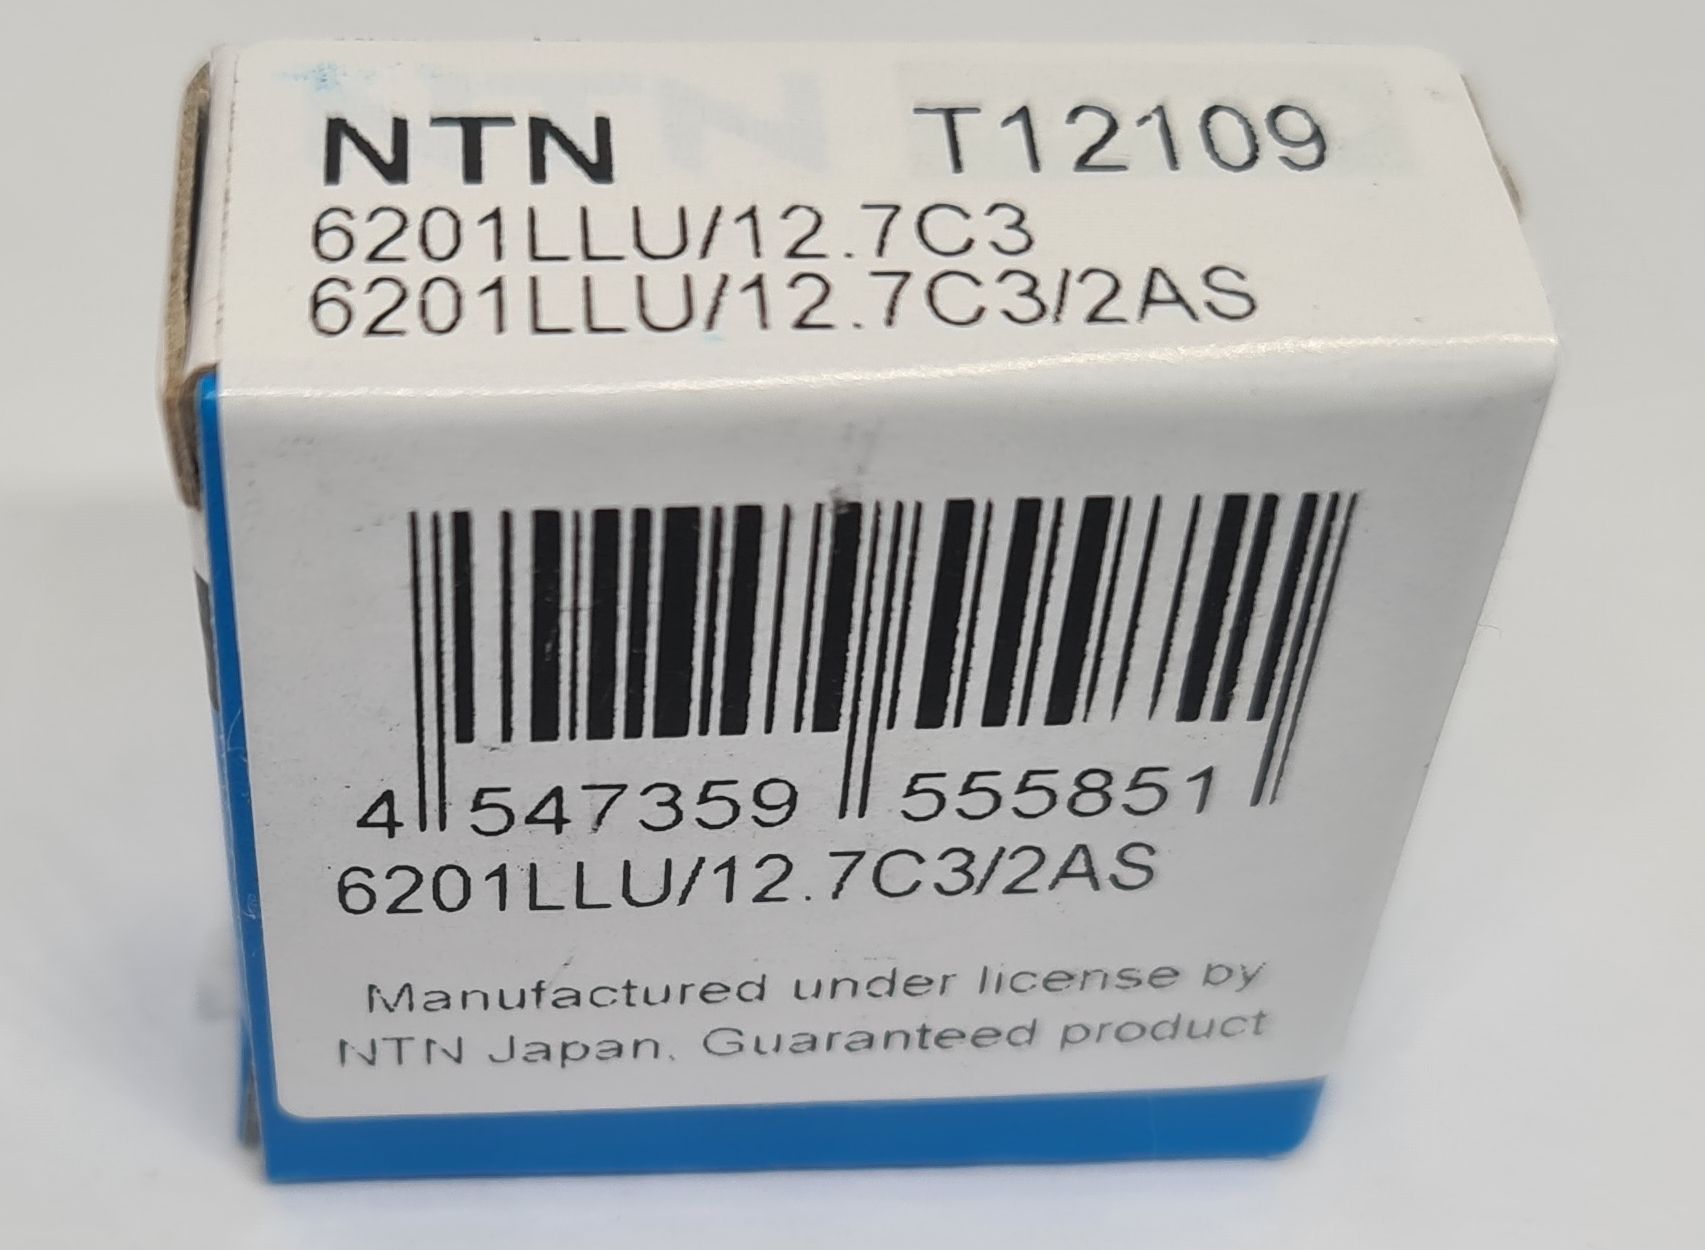 NTN T12109
6201LLU/12.7C3
6201LLU/12.7C3/2AS
4 547359 555851
6201LLU/12.7C3/2AS
Manufactured under license by
NTN Japan. Guaranteed product